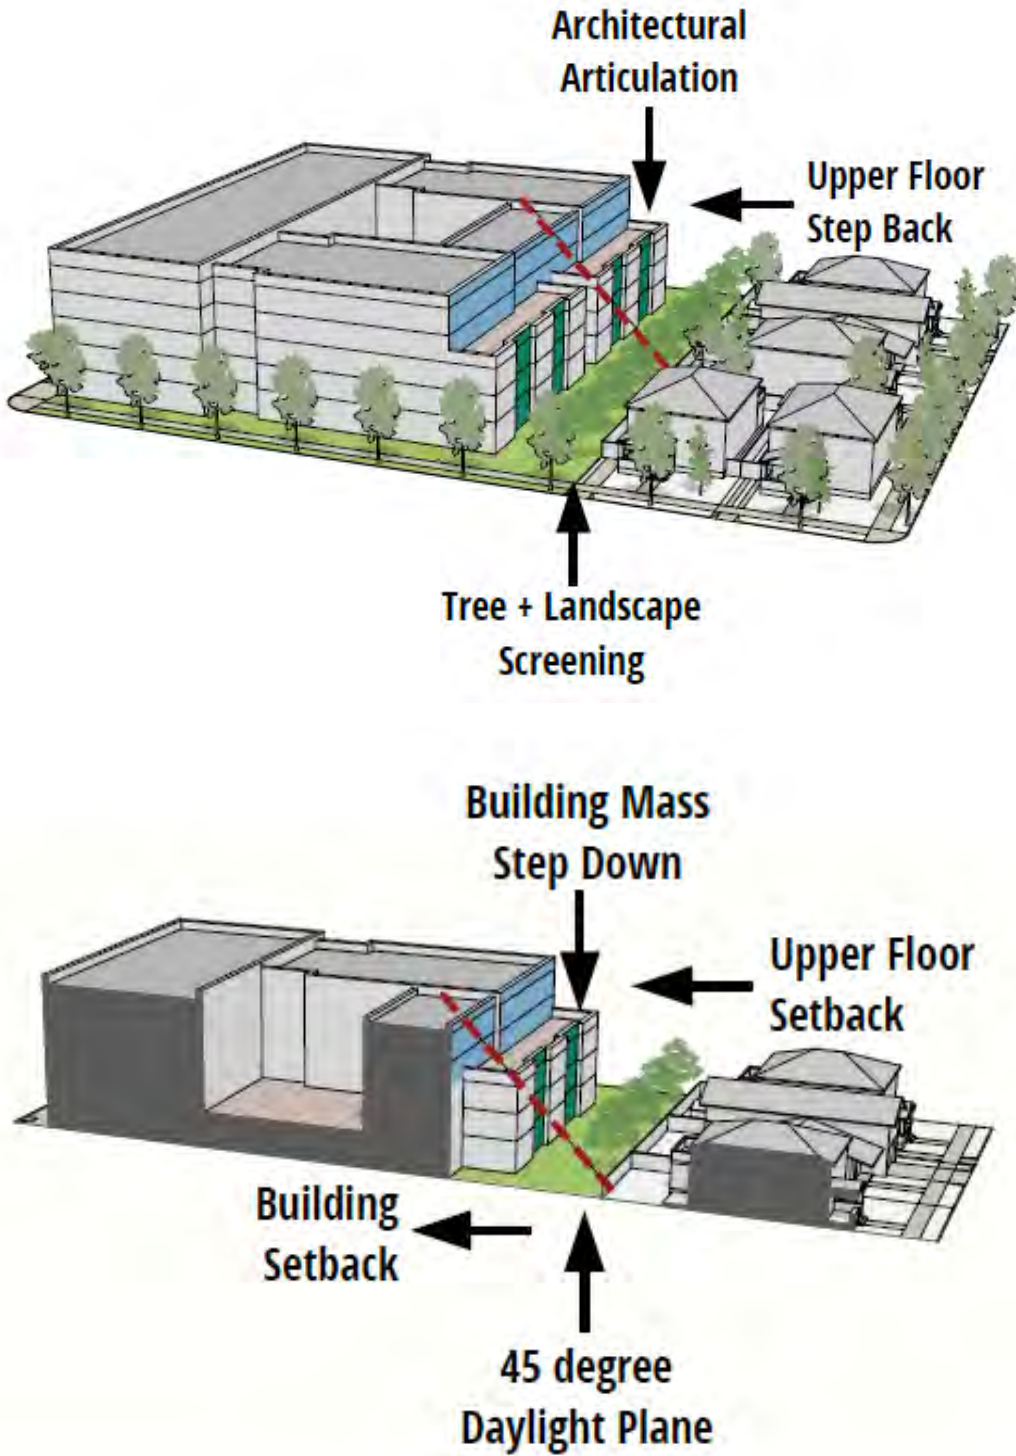 Architectural
Articulation
Upper Floor
Step Back
Tree + Landscape
Screening
Building Mass
Step Down
Upper Floor
Setback
Building
Setback
45 degree
Daylight Plane